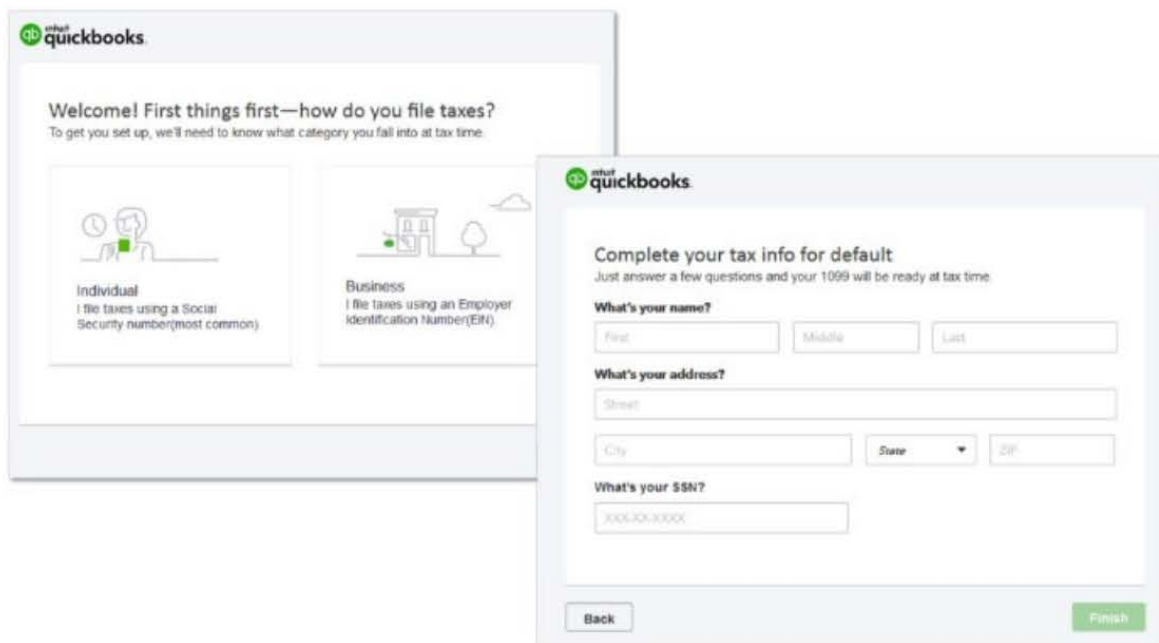 intuit
quickbooks.
Welcome! First things first—how do you file taxes?
To get you set up, we'll need to know what category you fall into at tax time.
Individual
I file taxes using a Social
Security number(most common)
Business
I file taxes using an Employer
Identification Number(EIN).
intuit
quickbooks.
Complete your tax info for default
Just answer a few questions and your 1099 will be ready at tax time.
What's your name?
First Middle Last
What's your address?
Street
City State ZIP
What's your SSN?
XXX-XX-XXXX
Back Finish